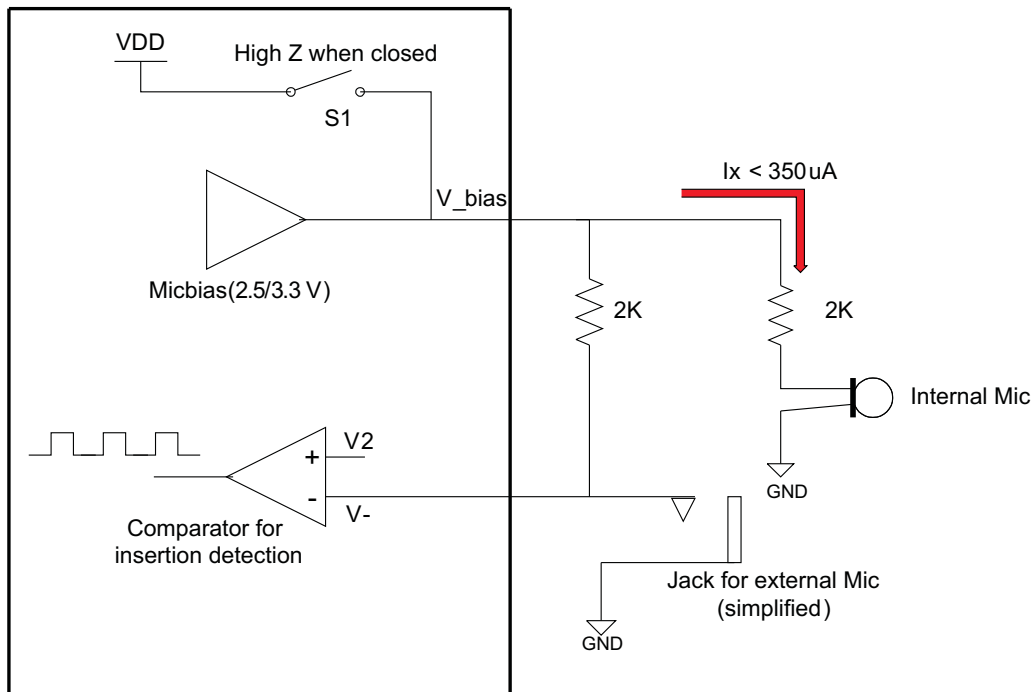 VDD
High Z when closed
S1
V_bias
Ix < 350uA
Micbias(2.5/3.3 V)
2K
2K
Internal Mic
GND
+
V2
-
V-
Comparator for
insertion detection
Jack for external Mic
(simplified)
GND